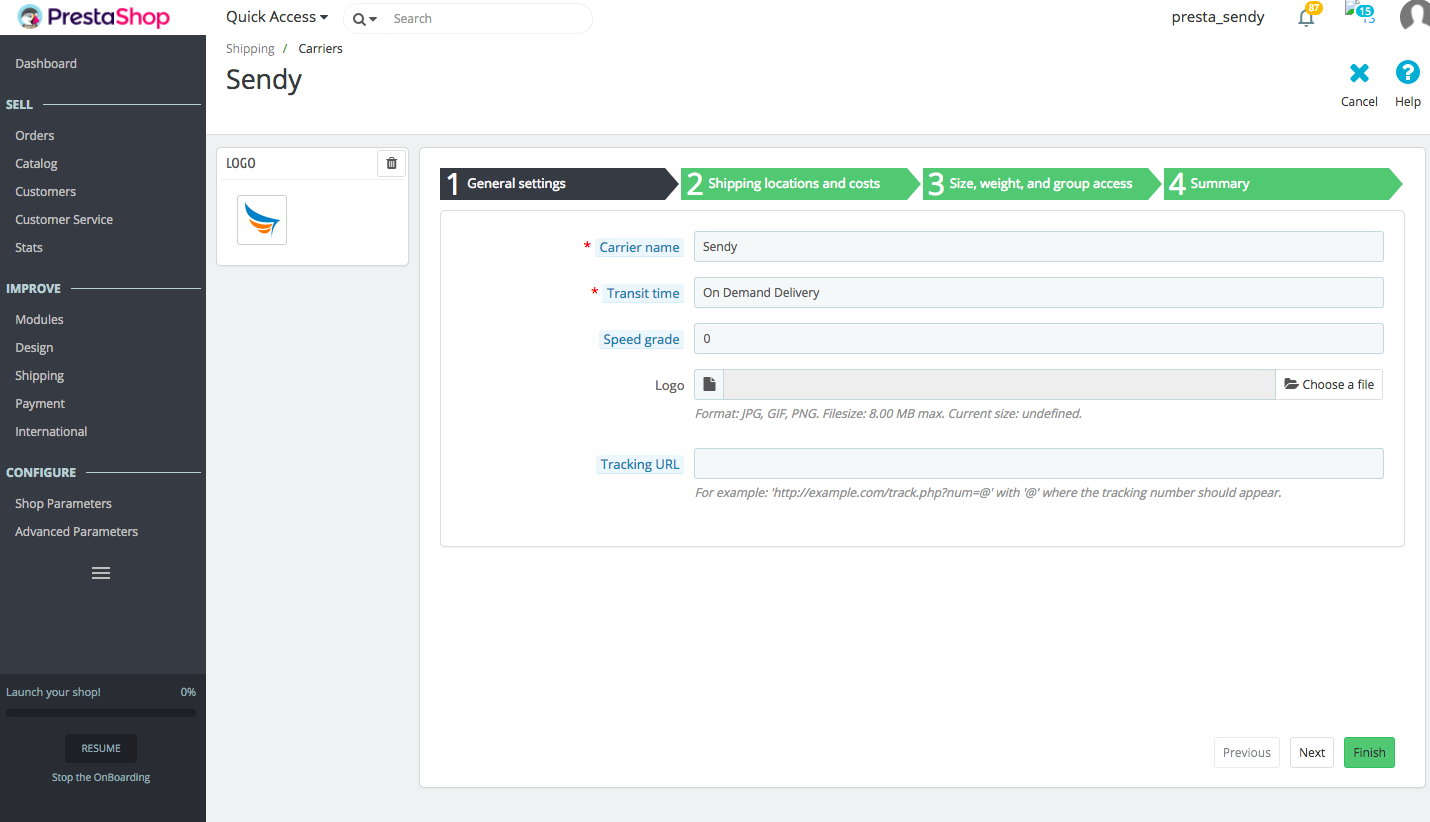 PrestaShop
Quick Access
Search
presta_sendy
87
15
Shipping / Carriers
Sendy
Cancel
Help
Dashboard
SELL
Orders
Catalog
Customers
Customer Service
Stats
IMPROVE
Modules
Design
Shipping
Payment
International
CONFIGURE
Shop Parameters
Advanced Parameters
Launch your shop! 0%
RESUME
Stop the OnBoarding
LOGO
1 General settings
2 Shipping locations and costs
3 Size, weight, and group access
4 Summary
* Carrier name Sendy
* Transit time On Demand Delivery
Speed grade 0
Logo Choose a file
Format: JPG, GIF, PNG. Filesize: 8.00 MB max. Current size: undefined.
Tracking URL
For example: 'http://example.com/track.php?num=@' with '@' where the tracking number should appear.
Previous Next Finish